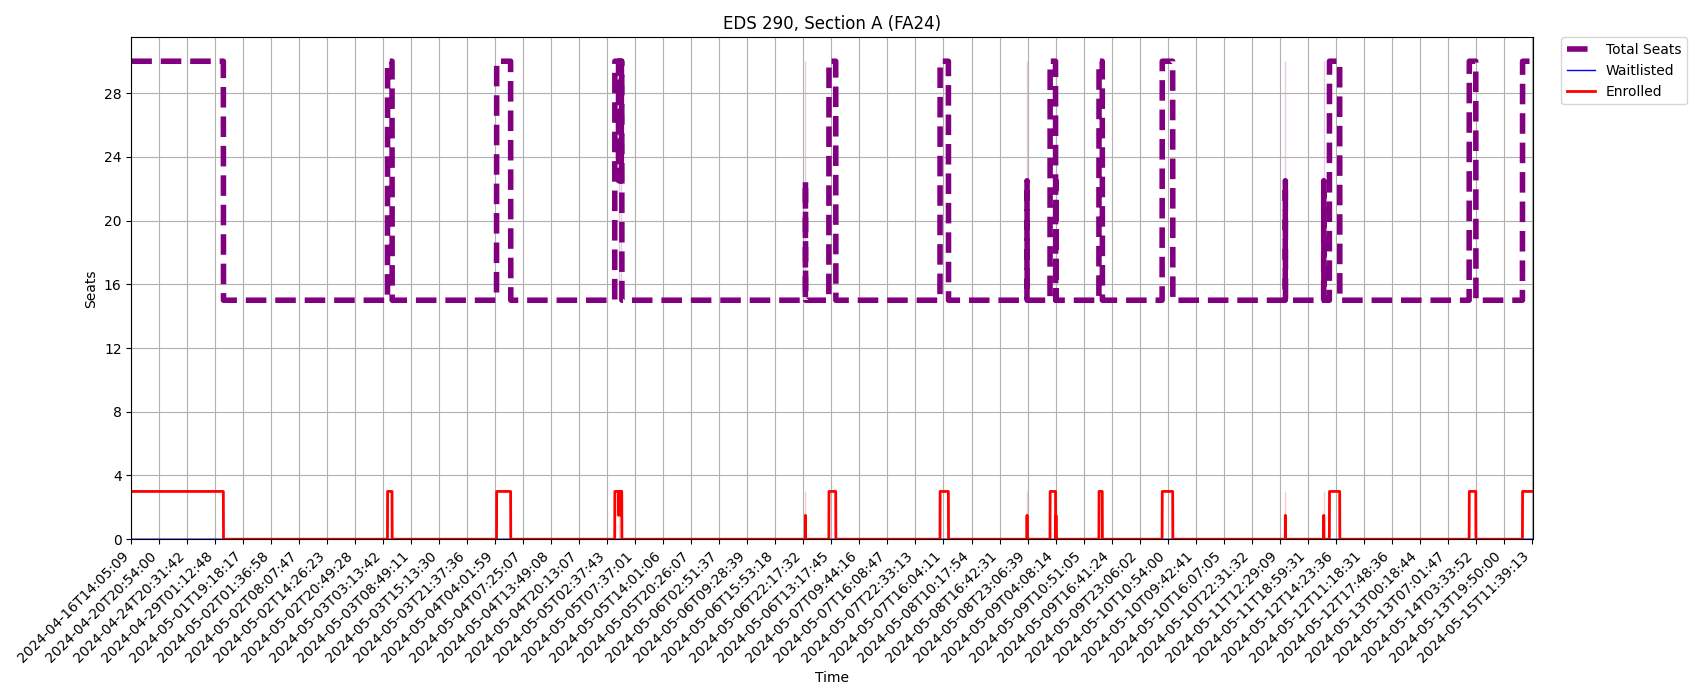 EDS 290, Section A (FA24)
Total Seats
Waitlisted
Enrolled
Seats
28
24
20
16
12
8
4
0
2024-04-16T14:05:09
2024-04-20T20:54:00
2024-04-24T20:31:42
2024-04-29T01:12:48
2024-05-01T19:18:17
2024-05-02T01:36:58
2024-05-02T08:07:47
2024-05-02T14:26:23
2024-05-02T20:49:28
2024-05-03T03:13:42
2024-05-03T08:49:11
2024-05-03T15:13:30
2024-05-03T21:37:36
2024-05-04T04:01:59
2024-05-04T07:25:07
2024-05-04T13:49:08
2024-05-04T20:13:07
2024-05-05T02:37:43
2024-05-05T07:37:01
2024-05-05T14:01:06
2024-05-05T20:26:07
2024-05-06T02:51:37
2024-05-06T09:28:39
2024-05-06T15:53:18
2024-05-06T22:17:32
2024-05-06T13:17:45
2024-05-07T09:44:16
2024-05-07T16:08:47
2024-05-07T22:33:13
2024-05-07T16:04:11
2024-05-08T10:17:54
2024-05-08T16:42:31
2024-05-08T23:06:39
2024-05-09T04:08:14
2024-05-09T10:51:05
2024-05-09T16:41:24
2024-05-09T23:06:02
2024-05-10T10:54:00
2024-05-10T09:42:41
2024-05-10T16:07:05
2024-05-10T22:31:32
2024-05-11T12:29:09
2024-05-11T18:59:31
2024-05-12T14:23:36
2024-05-12T11:18:31
2024-05-12T17:48:36
2024-05-13T00:18:44
2024-05-13T07:01:47
2024-05-14T03:33:52
2024-05-13T19:50:00
2024-05-15T11:39:13
Time